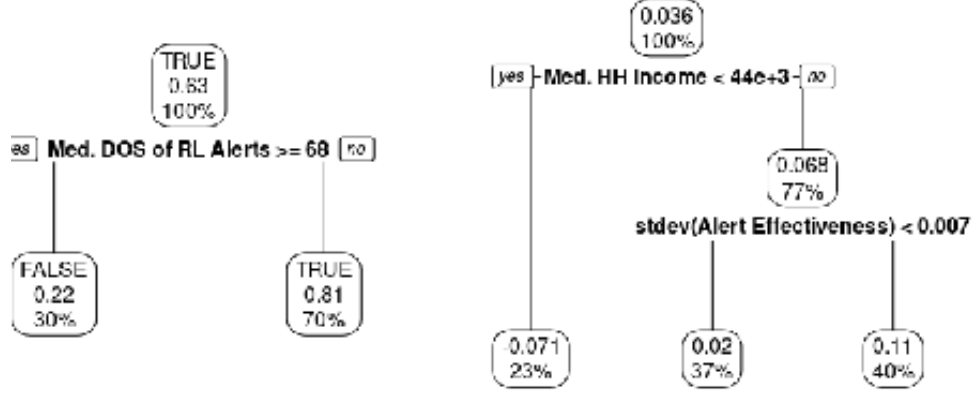 TRUE
0.63
100%
es Med. DOS of RL Alerts >= 68 no
FALSE
0.22
30%
TRUE
0.81
70%
0.036
100%
yes Med. HH Income < 44e+3 no
0.068
77%
stdev(Alert Effectiveness) < 0.007
-0.071
23%
0.02
37%
0.11
40%